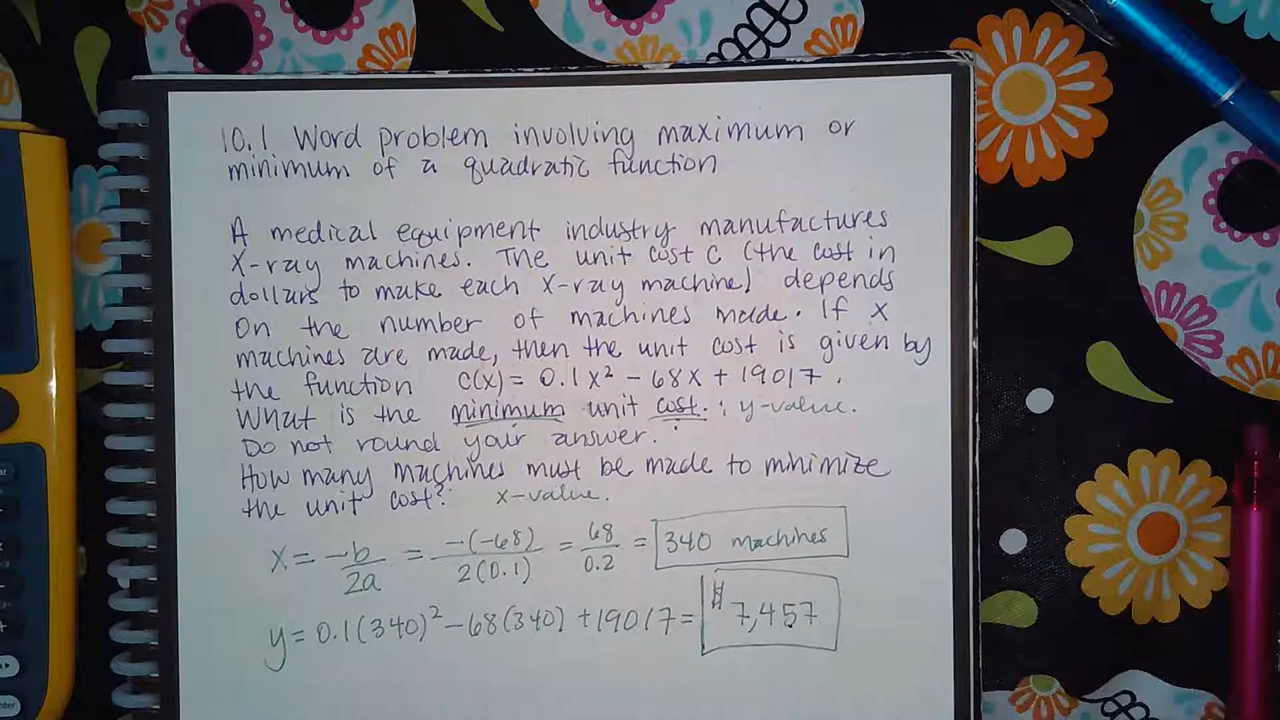 10.1 Word problem involving maximum or
minimum of a quadratic function
A medical equipment industry manufactures
X-ray machines. The unit cost C (the cost in
dollars to make each X-ray machine) depends
on the number of machines made. If x
machines are made, then the unit cost is given by
the function C(x) = 0.1x² - 68x + 19017.
What is the minimum unit cost. : y-value.
Do not round your answer.
How many machines must be made to minimize
the unit cost? x-value.
x = -b/2a = -(-68)/2(0.1) = 68/0.2 = 340 machines
y = 0.1(340)² - 68(340) + 19017 = $7,457